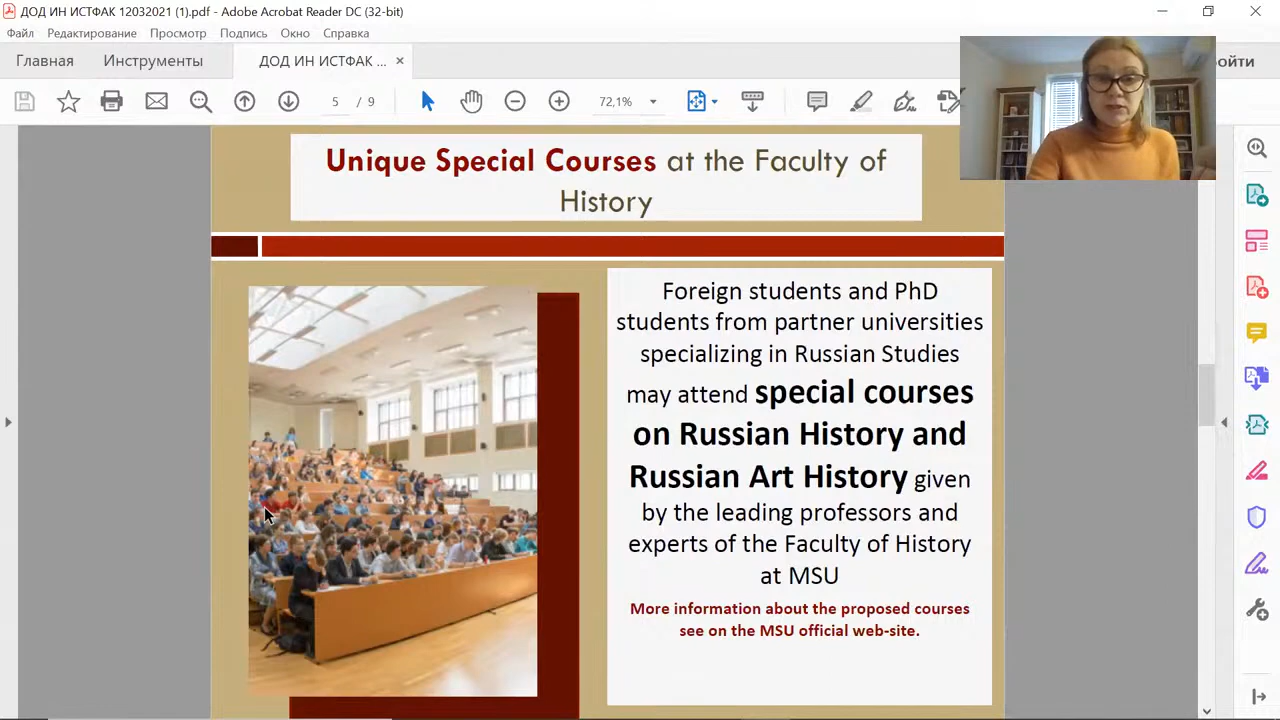 ДОД ИН ИСТФАК 12032021 (1).pdf - Adobe Acrobat Reader DC (32-bit)
Файл Редактирование Просмотр Подпись Окно Справка
Главная Инструменты ДОД ИН ИСТФАК ... ойти
5 72,1%
Unique Special Courses at the Faculty of
History
Foreign students and PhD
students from partner universities
specializing in Russian Studies
may attend special courses
on Russian History and
Russian Art History given
by the leading professors and
experts of the Faculty of History
at MSU
More information about the proposed courses
see on the MSU official web-site.